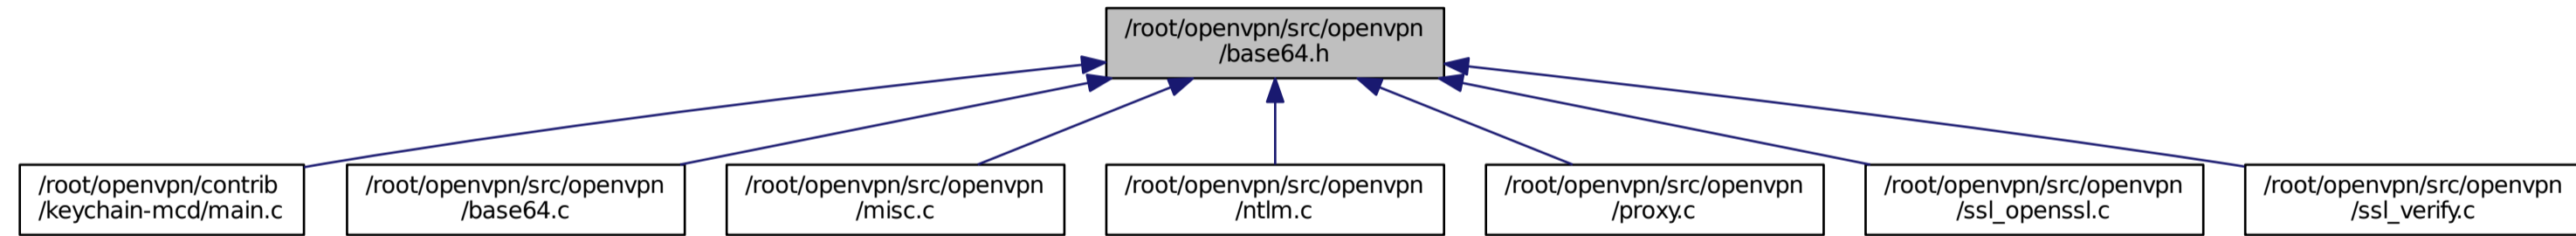 /root/openvpn/src/openvpn
/base64.h
/root/openvpn/contrib
/keychain-mcd/main.c
/root/openvpn/src/openvpn
/base64.c
/root/openvpn/src/openvpn
/misc.c
/root/openvpn/src/openvpn
/ntlm.c
/root/openvpn/src/openvpn
/proxy.c
/root/openvpn/src/openvpn
/ssl_openssl.c
/root/openvpn/src/openvpn
/ssl_verify.c